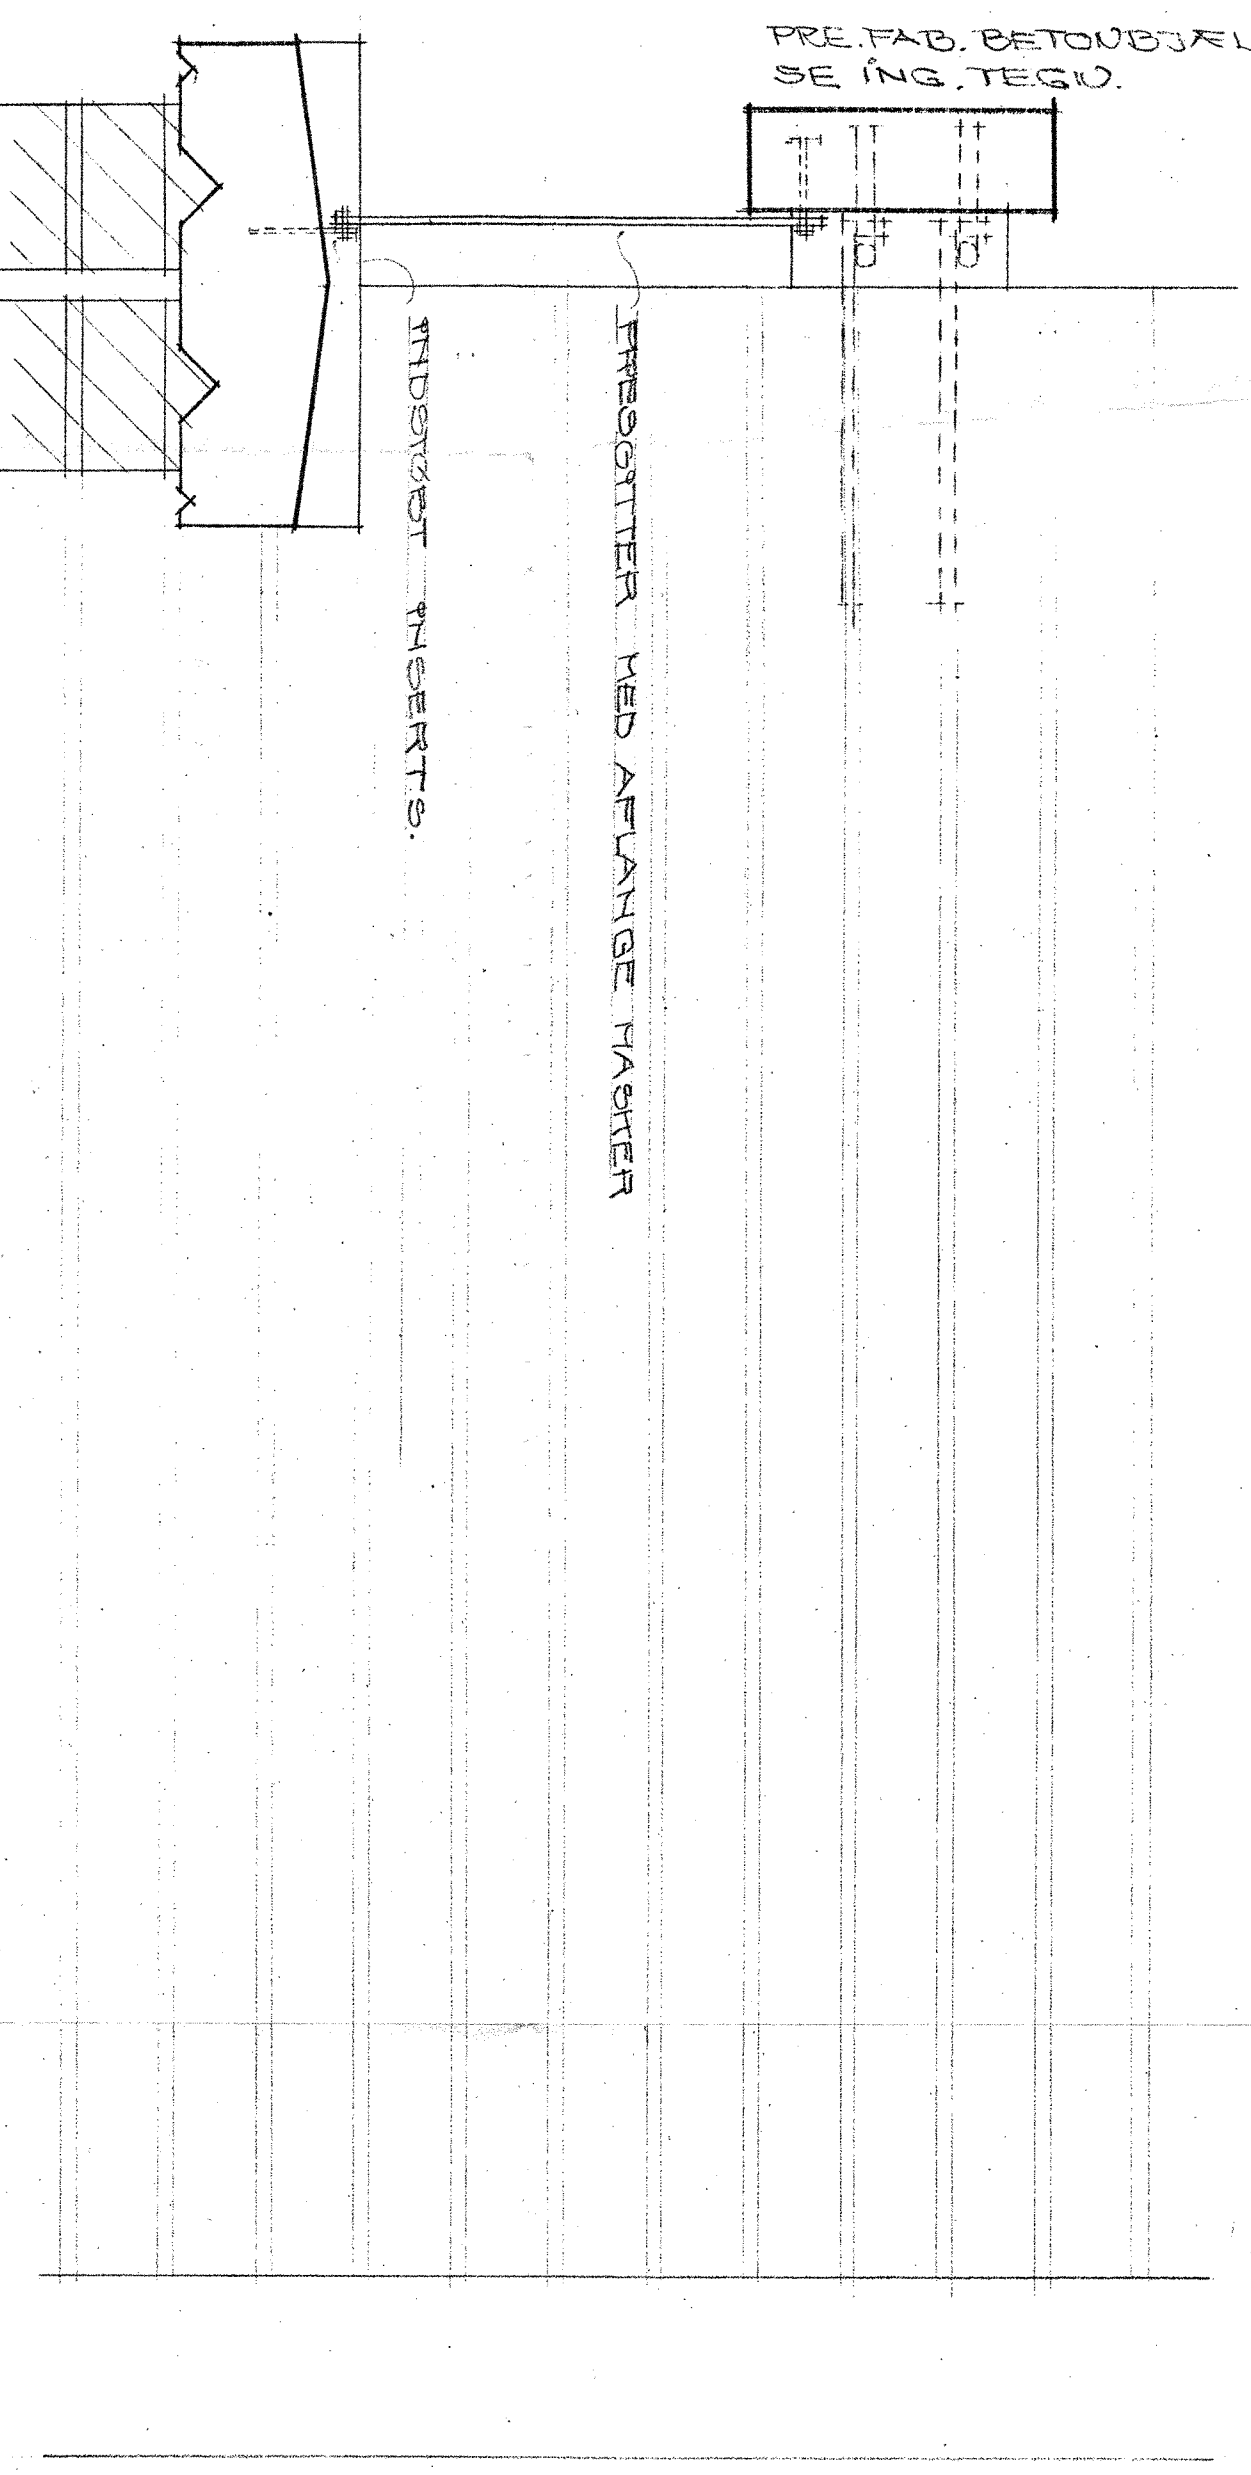 PRE.FAB. BETONBJÆL
SE ING. TEGN.
INDSTØBT INSERTS.
PRESGITTER MED AFLANGE MASKER